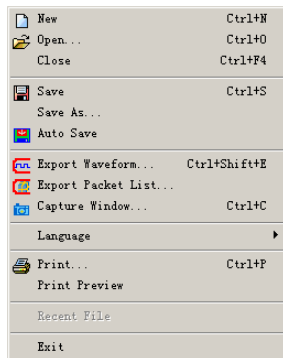 New Ctrl+N
Open... Ctrl+O
Close Ctrl+F4
Save Ctrl+S
Save As...
Auto Save
Export Waveform... Ctrl+Shift+E
Export Packet List...
Capture Window... Ctrl+C
Language
Print... Ctrl+P
Print Preview
Recent File
Exit